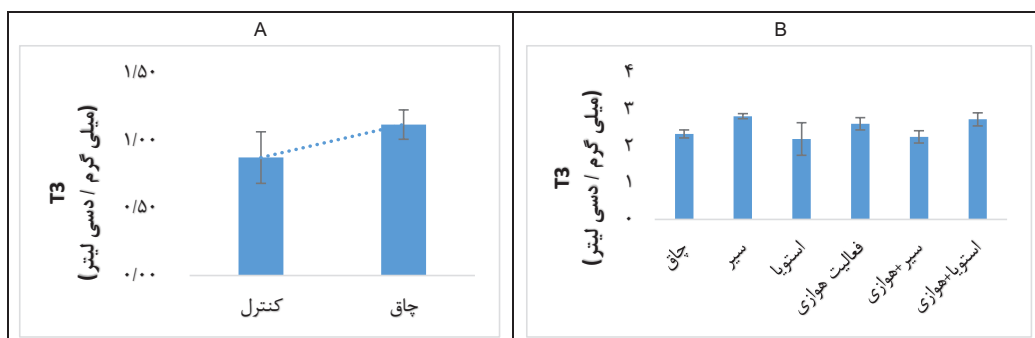 A
۱/۵۰
۱/۰۰
۰/۵۰
۰/۰۰
T3
(میلی گرم / دسی لیتر)
کنترل
چاق
B
۴
۳
۲
۱
۰
T3
(میلی گرم / دسی لیتر)
چاق
سیر
استویا
فعالیت هوازی
سیر+هوازی
استویا+هوازی